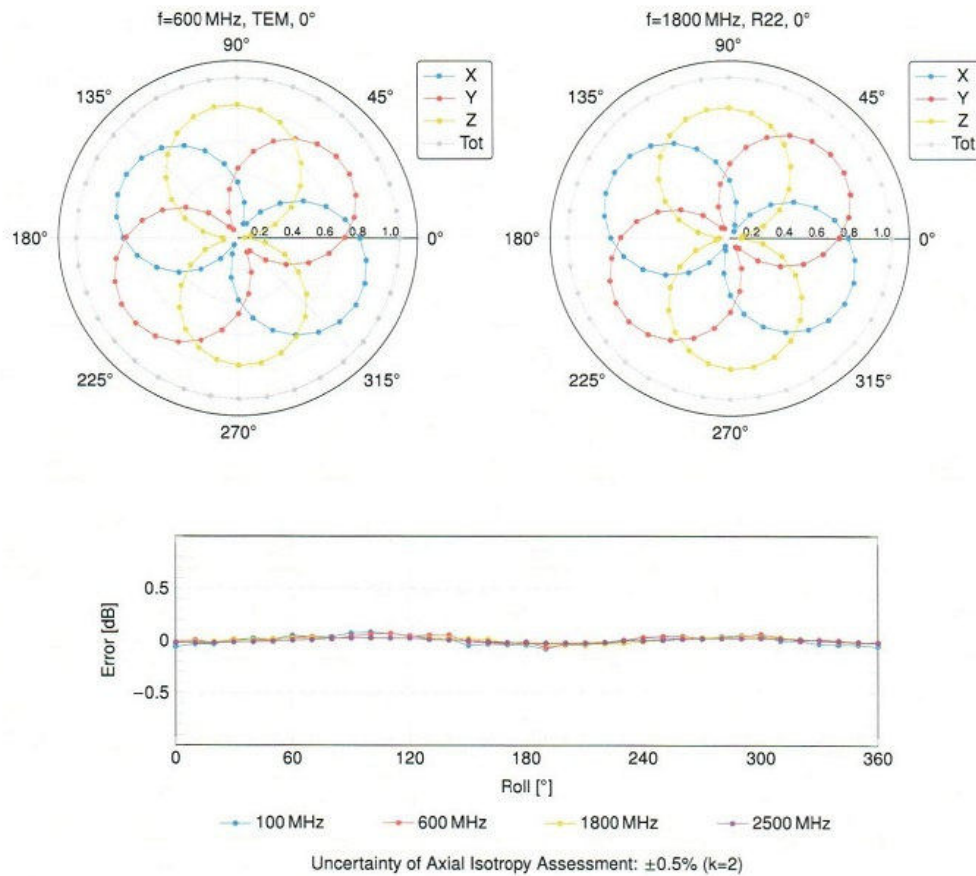 f=600 MHz, TEM, 0°
90°
135°
45°
X
Y
Z
Tot
180°
0.2 0.4 0.6 0.8 1.0
0°
225°
315°
270°
f=1800 MHz, R22, 0°
90°
135°
45°
X
Y
Z
Tot
180°
0.2 0.4 0.6 0.8 1.0
0°
225°
315°
270°
Error [dB]
0.5
0
−0.5
0 60 120 180 240 300 360
Roll [°]
100 MHz 600 MHz 1800 MHz 2500 MHz
Uncertainty of Axial Isotropy Assessment: ±0.5% (k=2)